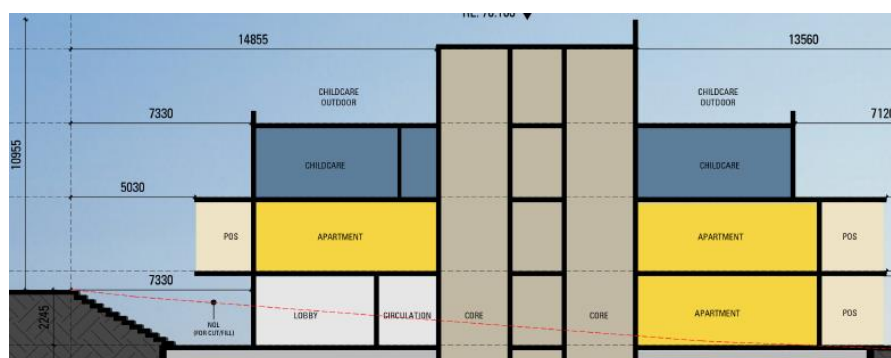 14855
13560
CHILDCARE
OUTDOOR
CHILDCARE
OUTDOOR
7330
10955
CHILDCARE
CHILDCARE
5030
POS
APARTMENT
APARTMENT
POS
7330
2245
NGL
(FOR CUT/FILL)
LOBBY
CIRCULATION
CORE
CORE
APARTMENT
POS